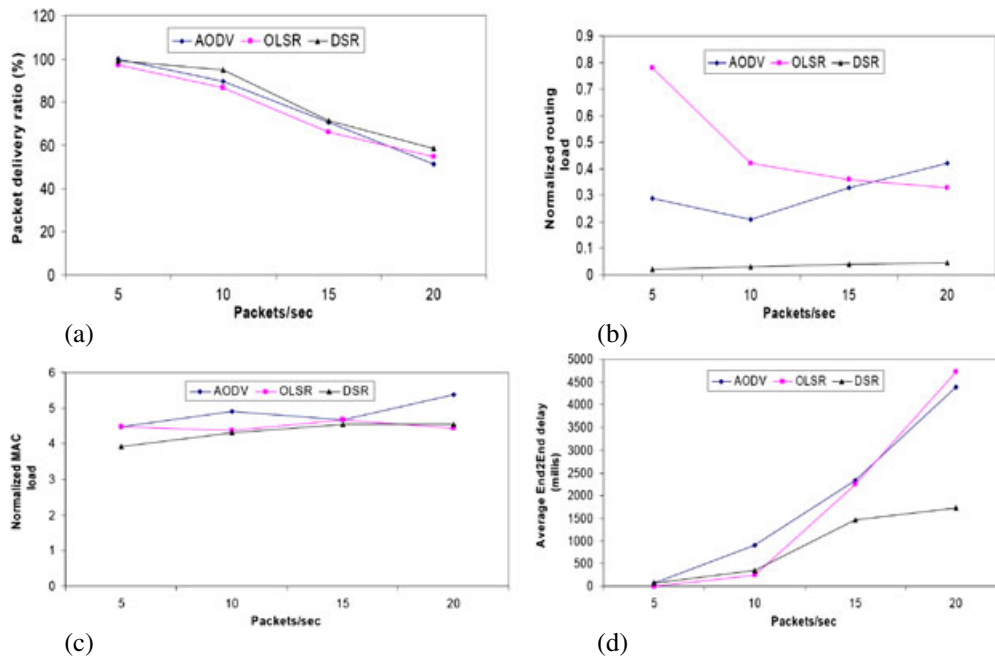 120
100
80
60
40
20
0
Packet delivery ratio (%)
AODV OLSR DSR
5 10 15 20
Packets/sec
(a)
0.9
0.8
0.7
0.6
0.5
0.4
0.3
0.2
0.1
0
Normalized routing
load
AODV OLSR DSR
5 10 15 20
Packets/sec
(b)
6
5
4
3
2
1
0
Normalized MAC
load
AODV OLSR DSR
5 10 15 20
Packets/sec
(c)
5000
4500
4000
3500
3000
2500
2000
1500
1000
500
0
Average End2End delay
(millis)
AODV OLSR DSR
5 10 15 20
Packets/sec
(d)